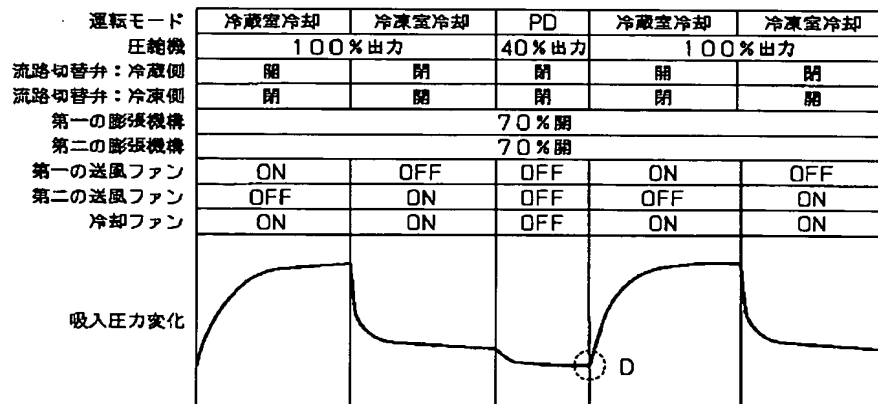 運転モード 冷蔵室冷却 冷凍室冷却 PD 冷蔵室冷却 冷凍室冷却
圧縮機 100%出力 40%出力 100%出力
流路切替弁:冷蔵側 開 閉 閉 開 閉
流路切替弁:冷凍側 閉 開 閉 閉 開
第一の膨張機構 70%開
第二の膨張機構 70%開
第一の送風ファン ON OFF OFF ON OFF
第二の送風ファン OFF ON OFF OFF ON
冷却ファン ON ON OFF ON ON
吸入圧力変化 D